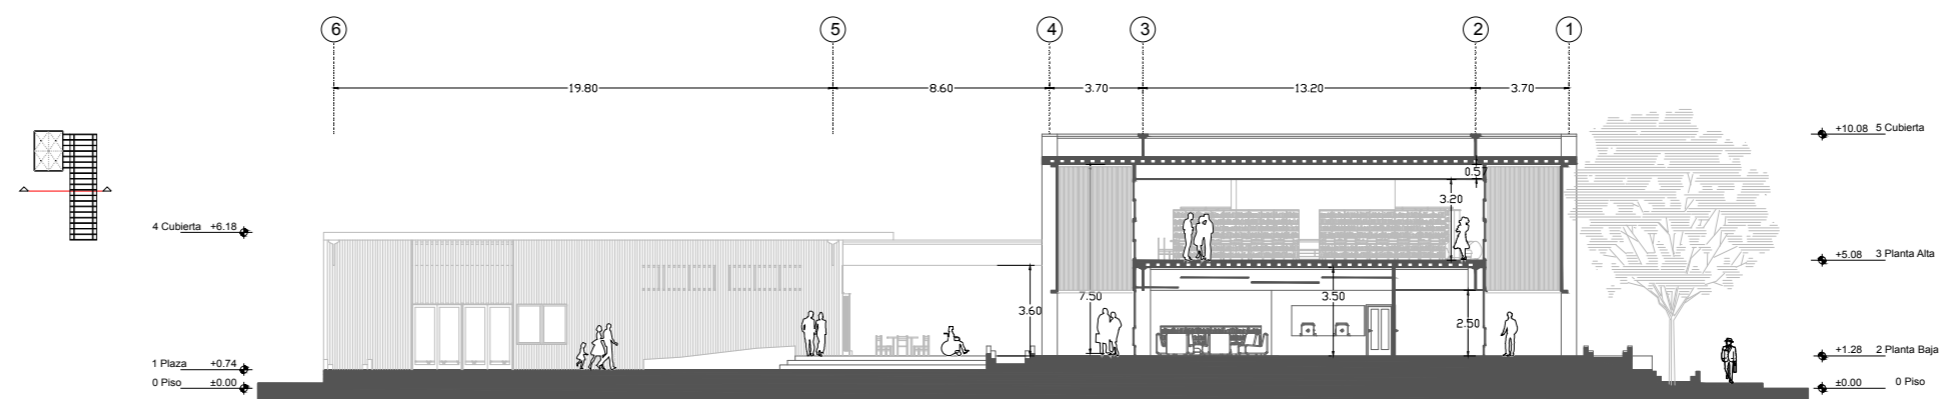 6 5 4 3 2 1
19.80 8.60 3.70 13.20 3.70
+10.08 5 Cubierta
0.57
3.20
4 Cubierta +6.18
+5.08 3 Planta Alta
3.60 7.50 3.50 2.50
1 Plaza +0.74
+1.28 2 Planta Baja
0 Piso ±0.00
±0.00 0 Piso